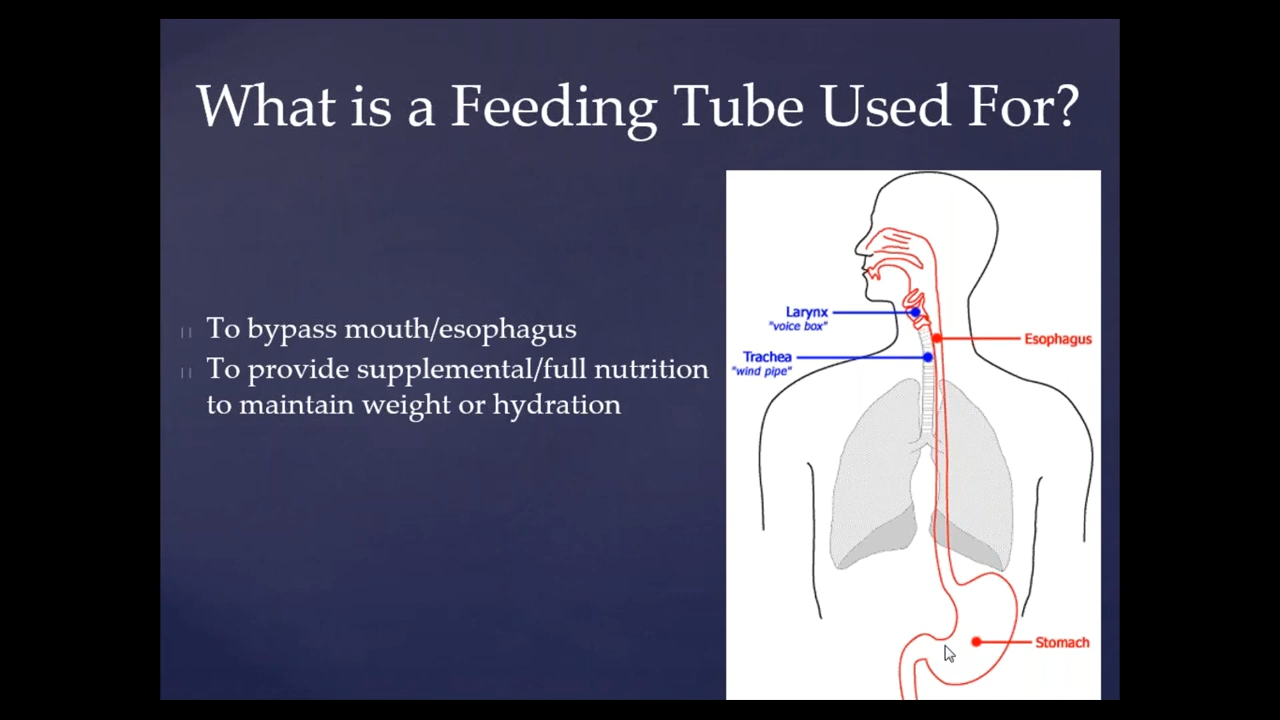 What is a Feeding Tube Used For?
To bypass mouth/esophagus
To provide supplemental/full nutrition
to maintain weight or hydration
Larynx
"voice box"
Esophagus
Trachea
"wind pipe"
Stomach